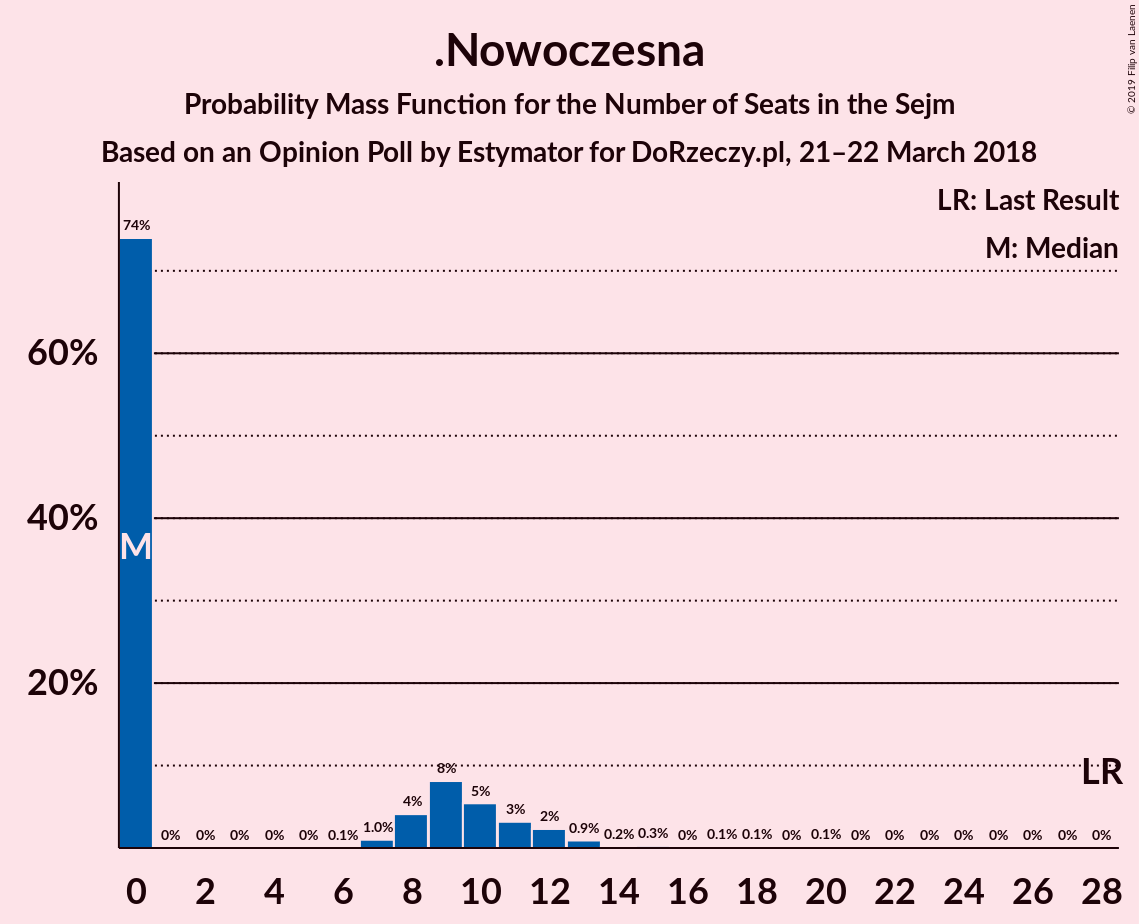 .Nowoczesna
Probability Mass Function for the Number of Seats in the Sejm
Based on an Opinion Poll by Estymator for DoRzeczy.pl, 21–22 March 2018
© 2019 Filip van Laenen
LR: Last Result
M: Median
74%
60%
40%
M
20%
LR
0% 0% 0% 0% 0% 0.1% 1.0% 4% 8% 5% 3% 2% 0.9% 0.2% 0.3% 0% 0.1% 0.1% 0% 0.1% 0% 0% 0% 0% 0% 0% 0% 0%
0 2 4 6 8 10 12 14 16 18 20 22 24 26 28